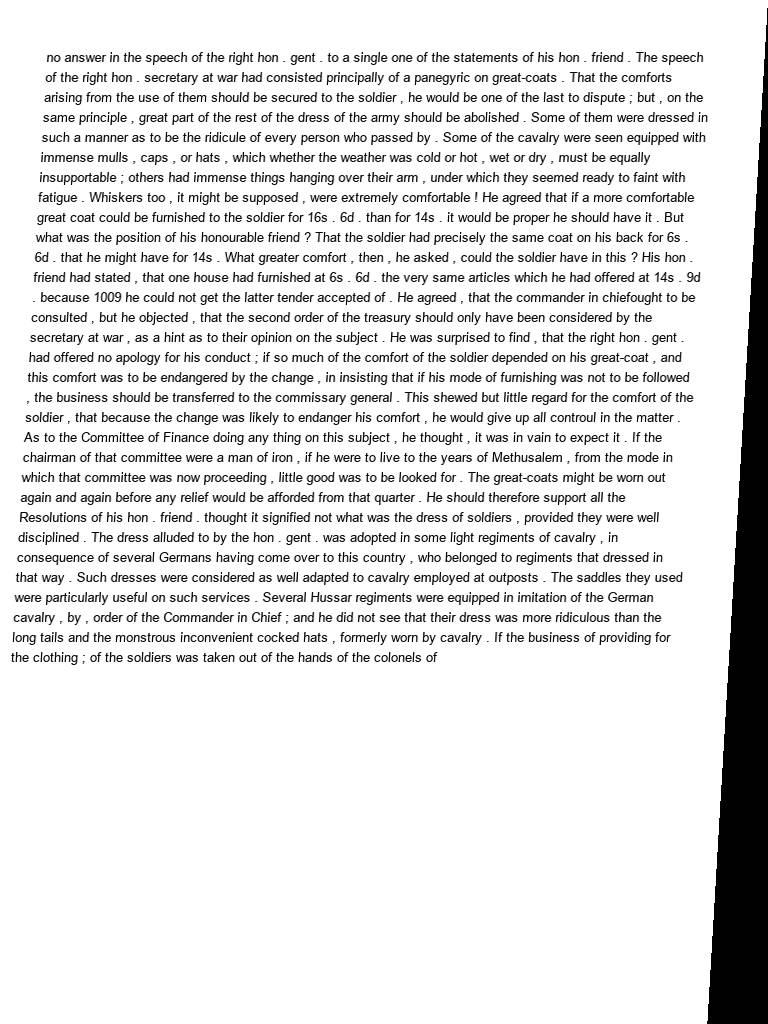 no answer in the speech of the right hon . gent . to a single one of the statements of his hon . friend . The speech
of the right hon . secretary at war had consisted principally of a panegyric on great-coats . That the comforts
arising from the use of them should be secured to the soldier , he would be one of the last to dispute ; but , on the
same principle , great part of the rest of the dress of the army should be abolished . Some of them were dressed in
such a manner as to be the ridicule of every person who passed by . Some of the cavalry were seen equipped with
immense mulls , caps , or hats , which whether the weather was cold or hot , wet or dry , must be equally
insupportable ; others had immense things hanging over their arm , under which they seemed ready to faint with
fatigue . Whiskers too , it might be supposed , were extremely comfortable ! He agreed that if a more comfortable
great coat could be furnished to the soldier for 16s . 6d . than for 14s . it would be proper he should have it . But
what was the position of his honourable friend ? That the soldier had precisely the same coat on his back for 6s .
6d . that he might have for 14s . What greater comfort , then , he asked , could the soldier have in this ? His hon .
friend had stated , that one house had furnished at 6s . 6d . the very same articles which he had offered at 14s . 9d
. because 1009 he could not get the latter tender accepted of . He agreed , that the commander in chiefought to be
consulted , but he objected , that the second order of the treasury should only have been considered by the
secretary at war , as a hint as to their opinion on the subject . He was surprised to find , that the right hon . gent .
had offered no apology for his conduct ; if so much of the comfort of the soldier depended on his great-coat , and
this comfort was to be endangered by the change , in insisting that if his mode of furnishing was not to be followed
, the business should be transferred to the commissary general . This shewed but little regard for the comfort of the
soldier , that because the change was likely to endanger his comfort , he would give up all controul in the matter .
As to the Committee of Finance doing any thing on this subject , he thought , it was in vain to expect it . If the
chairman of that committee were a man of iron , if he were to live to the years of Methusalem , from the mode in
which that committee was now proceeding , little good was to be looked for . The great-coats might be worn out
again and again before any relief would be afforded from that quarter . He should therefore support all the
Resolutions of his hon . friend . thought it signified not what was the dress of soldiers , provided they were well
disciplined . The dress alluded to by the hon . gent . was adopted in some light regiments of cavalry , in
consequence of several Germans having come over to this country , who belonged to regiments that dressed in
that way . Such dresses were considered as well adapted to cavalry employed at outposts . The saddles they used
were particularly useful on such services . Several Hussar regiments were equipped in imitation of the German
cavalry , by , order of the Commander in Chief ; and he did not see that their dress was more ridiculous than the
long tails and the monstrous inconvenient cocked hats , formerly worn by cavalry . If the business of providing for
the clothing ; of the soldiers was taken out of the hands of the colonels of